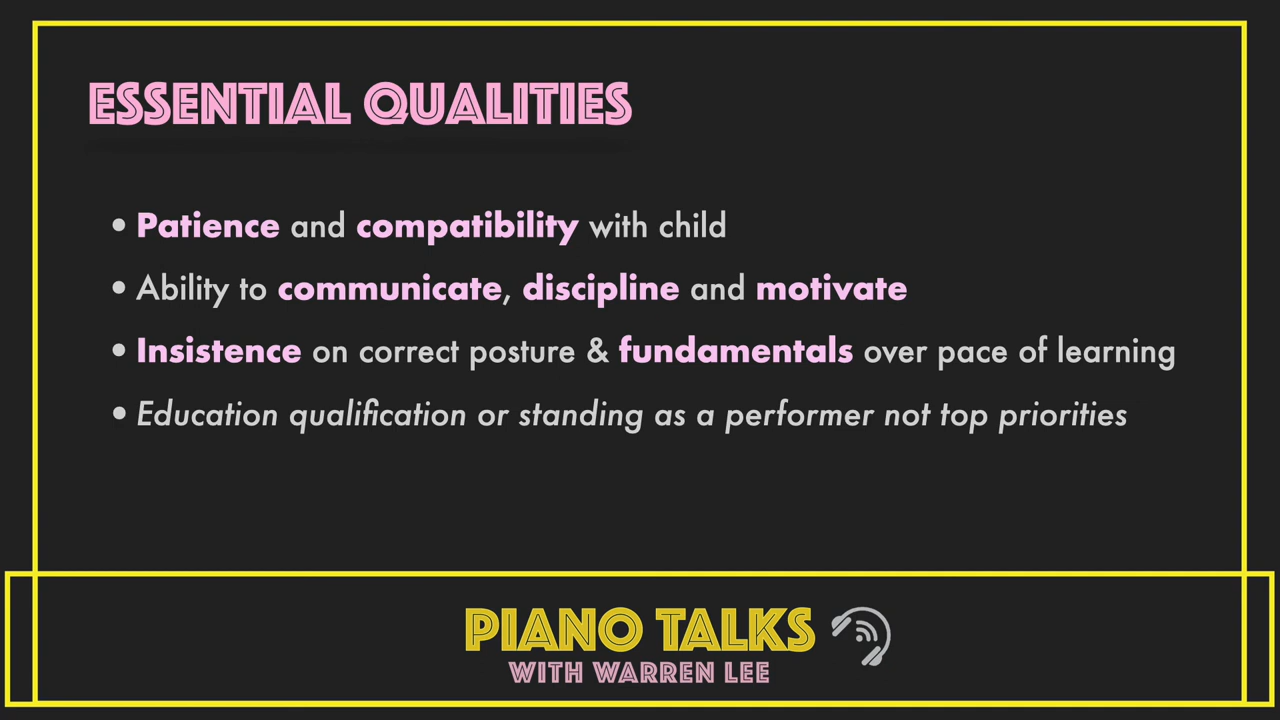 ESSENTIAL QUALITIES
• Patience and compatibility with child
• Ability to communicate, discipline and motivate
• Insistence on correct posture & fundamentals over pace of learning
• Education qualification or standing as a performer not top priorities
PIANO TALKS
WITH WARREN LEE